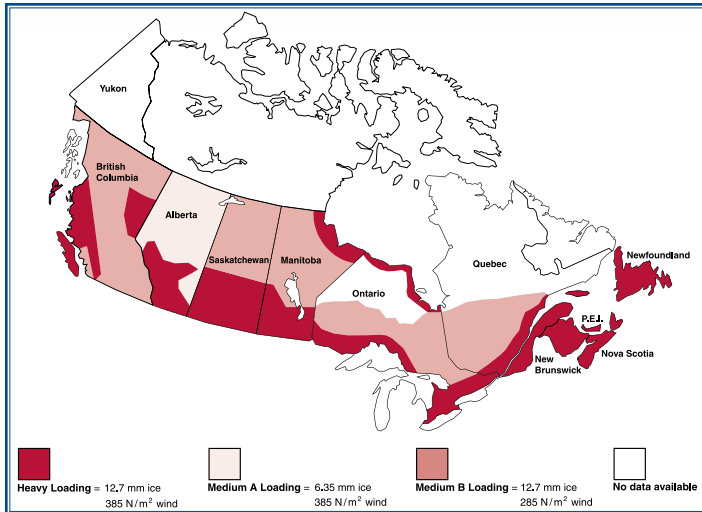 Yukon
British
Columbia
Alberta
Saskatchewan
Manitoba
Ontario
Quebec
Newfoundland
P.E.I.
Nova Scotia
New
Brunswick
Heavy Loading = 12.7 mm ice
385 N/m² wind
Medium A Loading = 6.35 mm ice
385 N/m² wind
Medium B Loading = 12.7 mm ice
285 N/m² wind
No data available